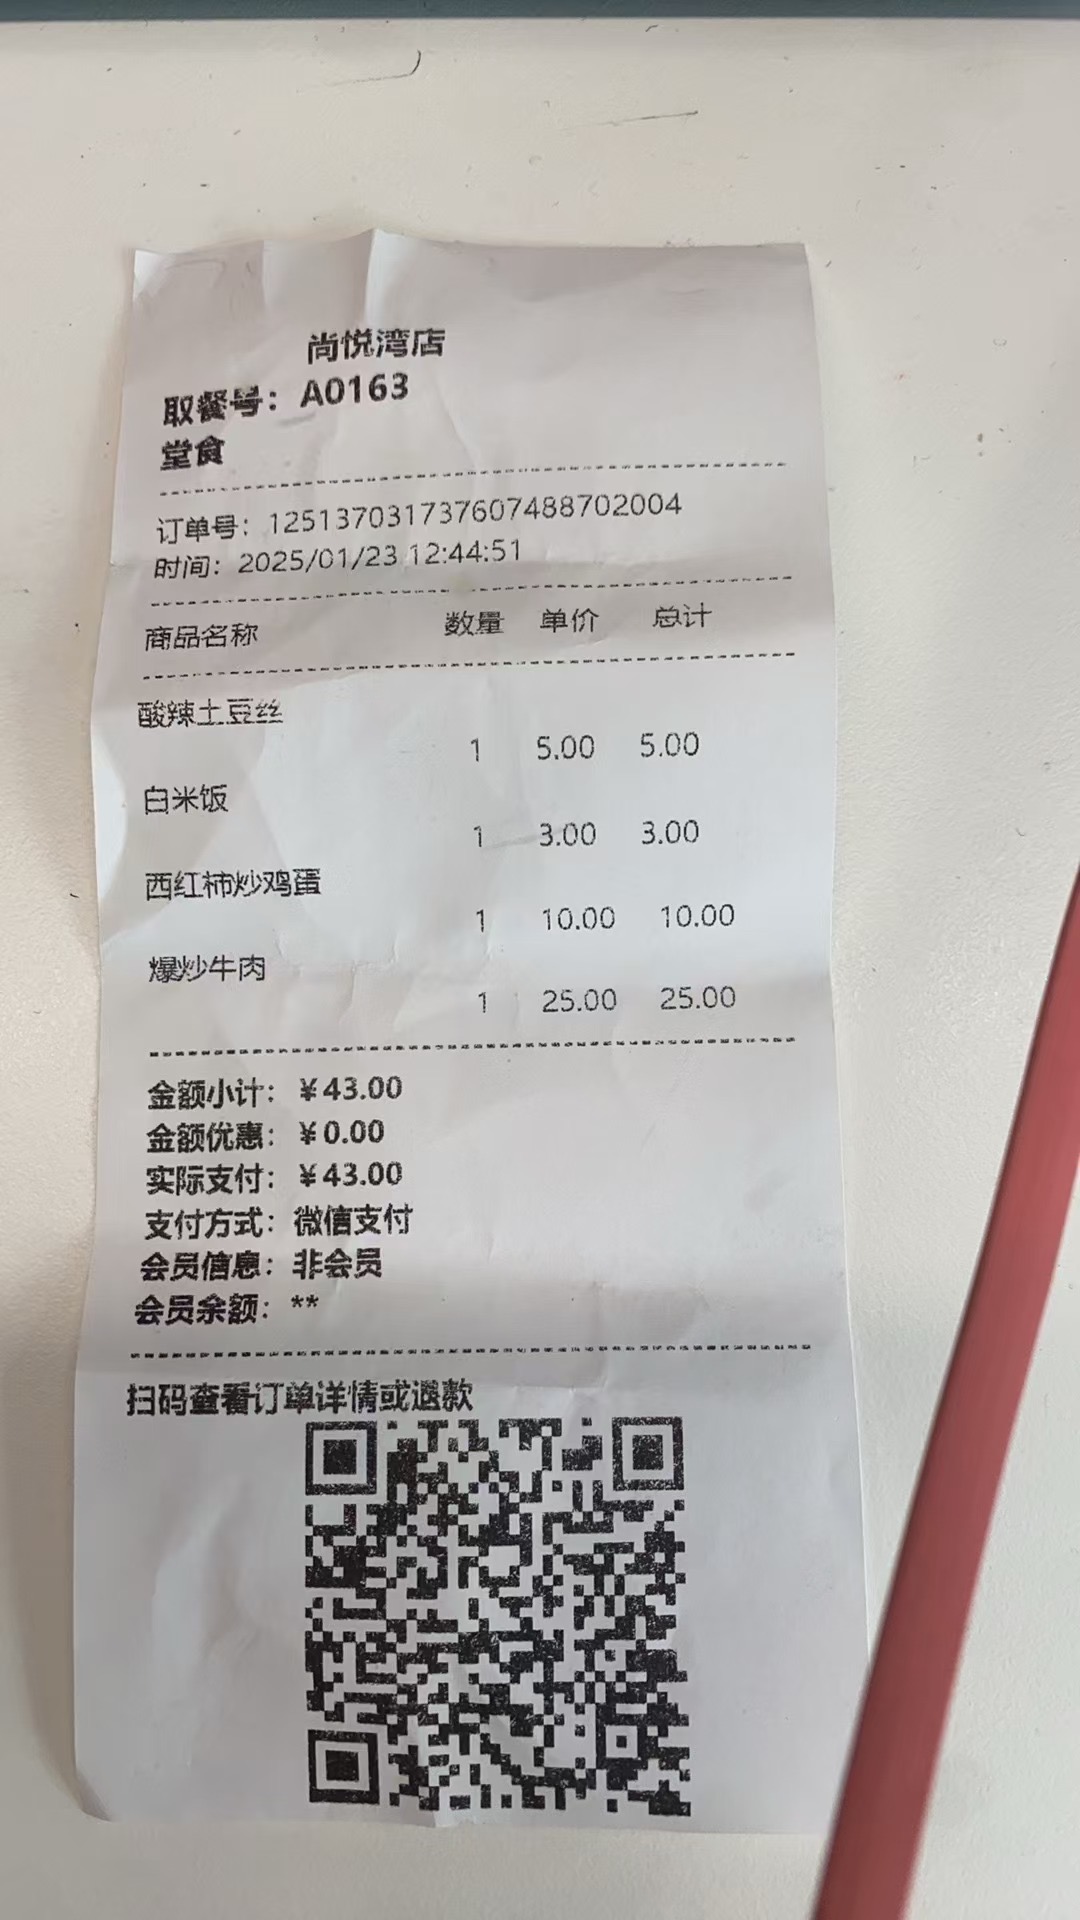 尚悦湾店
取餐号：A0163
堂食
订单号：125137031737607488702004
时间：2025/01/23 12:44:51
商品名称 数量 单价 总计
酸辣土豆丝
1 5.00 5.00
白米饭
1 3.00 3.00
西红柿炒鸡蛋
1 10.00 10.00
爆炒牛肉
1 25.00 25.00
金额小计：￥43.00
金额优惠：￥0.00
实际支付：￥43.00
支付方式：微信支付
会员信息：非会员
会员余额：**
扫码查看订单详情或退款